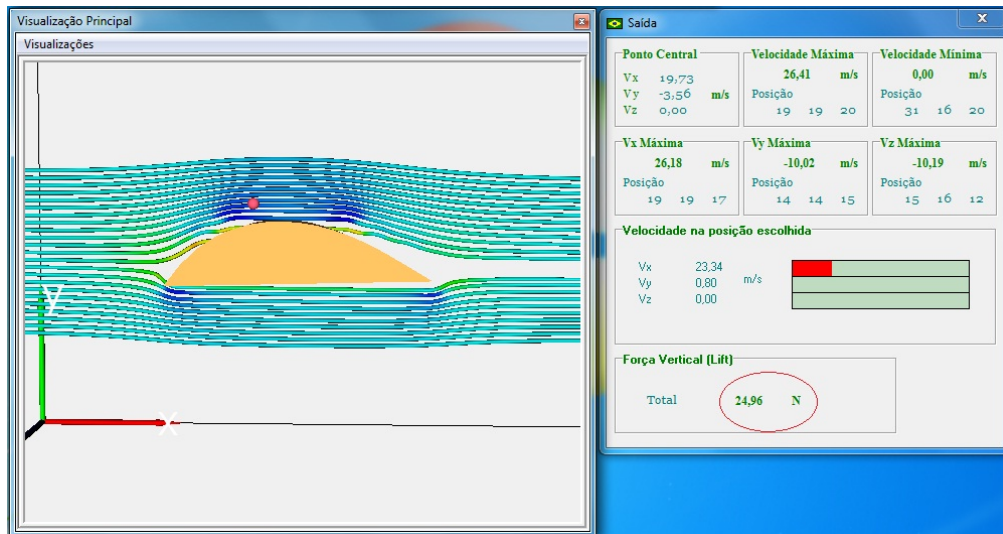 Visualização Principal
Visualizações
y
x
Saída
Ponto Central
Vx 19,73
Vy -3,56 m/s
Vz 0,00
Velocidade Máxima
26,41 m/s
Posição
19 19 20
Velocidade Mínima
0,00 m/s
Posição
31 16 20
Vx Máxima
26,18 m/s
Posição
19 19 17
Vy Máxima
-10,02 m/s
Posição
14 14 15
Vz Máxima
-10,19 m/s
Posição
15 16 12
Velocidade na posição escolhida
Vx 23,34
Vy 0,80 m/s
Vz 0,00
Força Vertical (Lift)
Total 24,96 N